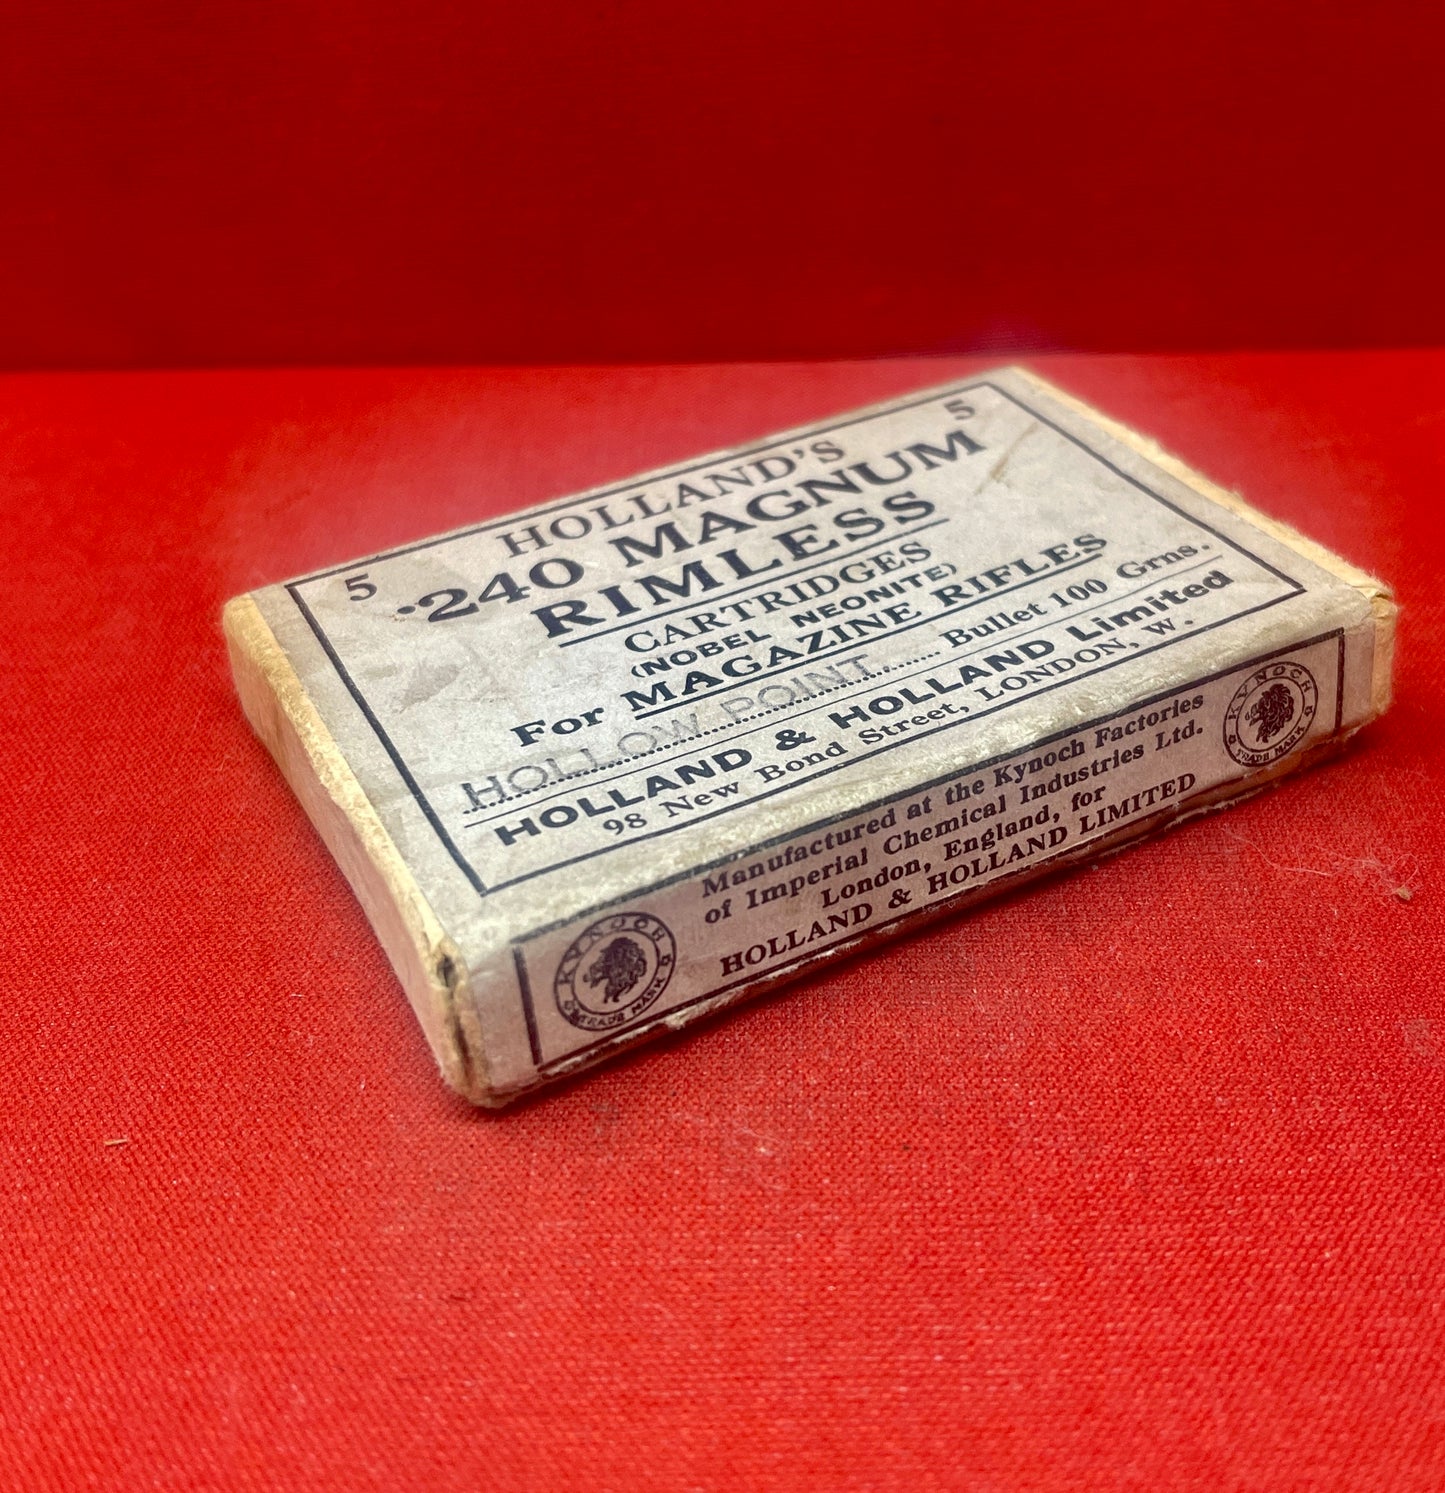 5 5
HOLLAND'S
·240 MAGNUM
RIMLESS
CARTRIDGES
(NOBEL NEONITE)
For MAGAZINE RIFLES
HOLLOW POINT. Bullet 100 Grns.
HOLLAND & HOLLAND Limited
98 New Bond Street, LONDON, W.
Manufactured at the Kynoch Factories
of Imperial Chemical Industries Ltd.
London, England, for
HOLLAND & HOLLAND LIMITED
KYNOCH
TRADE MARK
KYNOCH
TRADE MARK